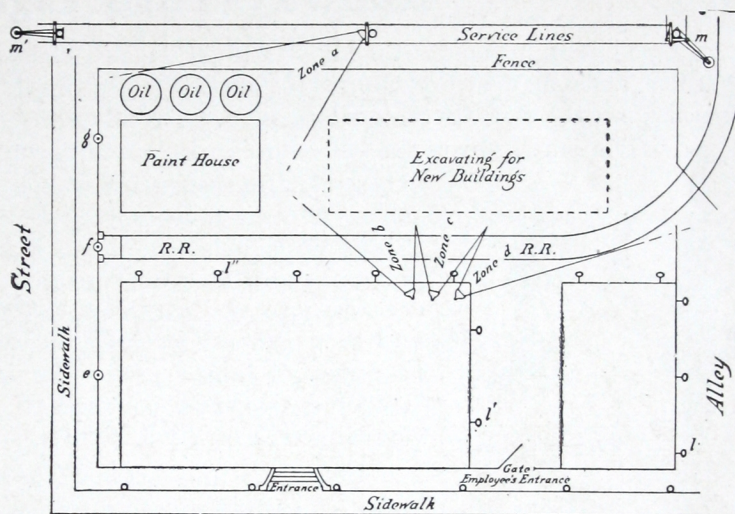 m'
Service Lines
m
Zone a
Fence
Oil Oil Oil
g
Paint House
Excavating for
New Buildings
Street
f
R.R.
l"
Zone b
Zone c
Zone d
R.R.
Sidewalk
e
l'
Alley
l
Gate
Employee's Entrance
Entrance
Sidewalk